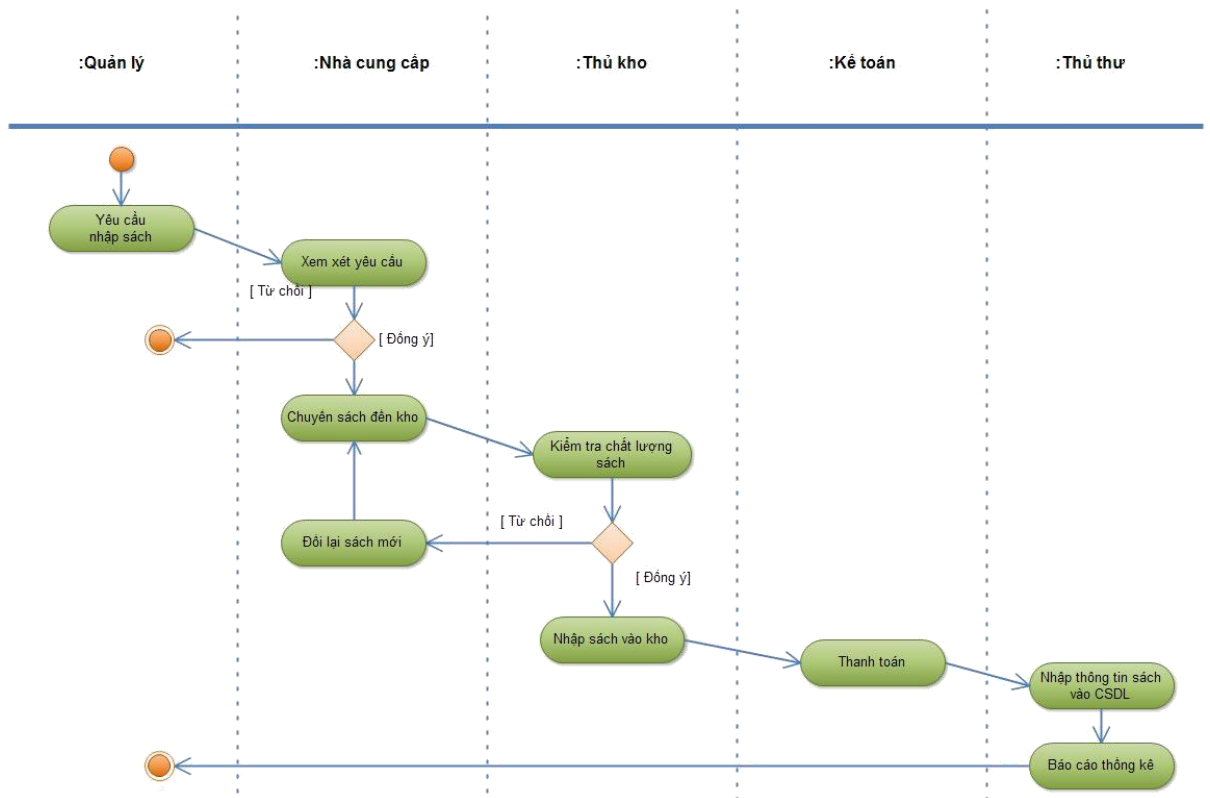 :Quản lý
:Nhà cung cấp
:Thủ kho
:Kế toán
:Thủ thư
Yêu cầu
nhập sách
Xem xét yêu cầu
[ Từ chối ]
[ Đồng ý]
Chuyển sách đến kho
Kiểm tra chất lượng
sách
[ Từ chối ]
Đổi lại sách mới
[ Đồng ý]
Nhập sách vào kho
Thanh toán
Nhập thông tin sách
vào CSDL
Báo cáo thống kê